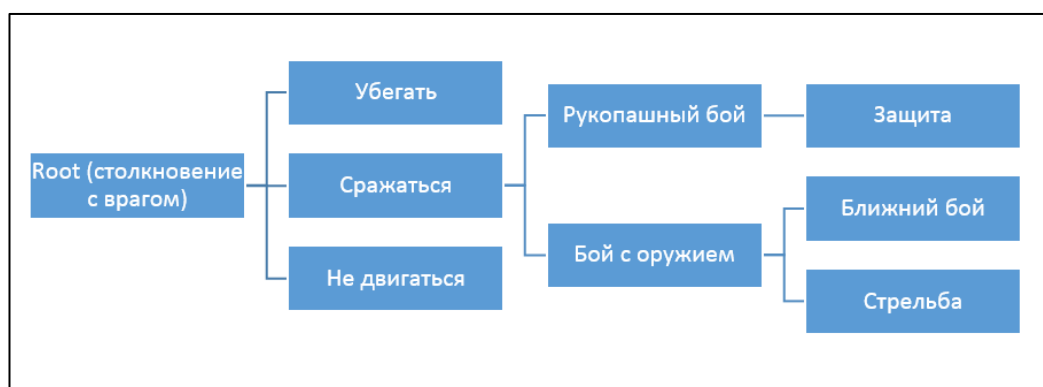 Root (столкновение
с врагом)
Убегать
Сражаться
Не двигаться
Рукопашный бой
Бой с оружием
Защита
Ближний бой
Стрельба